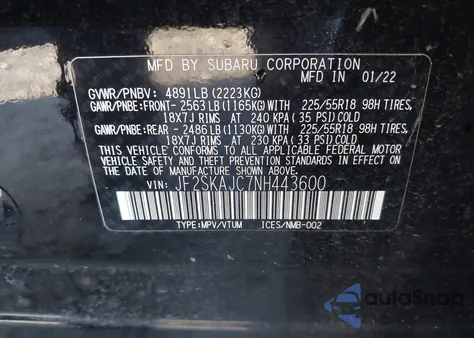 MFD BY SUBARU CORPORATION
MFD IN 01/22
GVWR/PNBV: 4891LB (2223KG)
GAWR/PNBE:FRONT- 2563LB (1165KG)WITH 225/55R18 98H TIRES,
18X7J RIMS AT 240 KPA (35 PSI)COLD
GAWR/PNBE:REAR - 2486LB (1130KG)WITH 225/55R18 98H TIRES,
18X7J RIMS AT 230 KPA (33 PSI)COLD
THIS VEHICLE CONFORMS TO ALL APPLICABLE FEDERAL MOTOR
VEHICLE SAFETY STANDARDS IN EFFECT ON THE
DATE OF MANUFACTURE SHOWN ABOVE.
VIN: JF2SKAJC7NH443600
TYPE:MPV/VTUM ICES/NMB-002
autoSnap